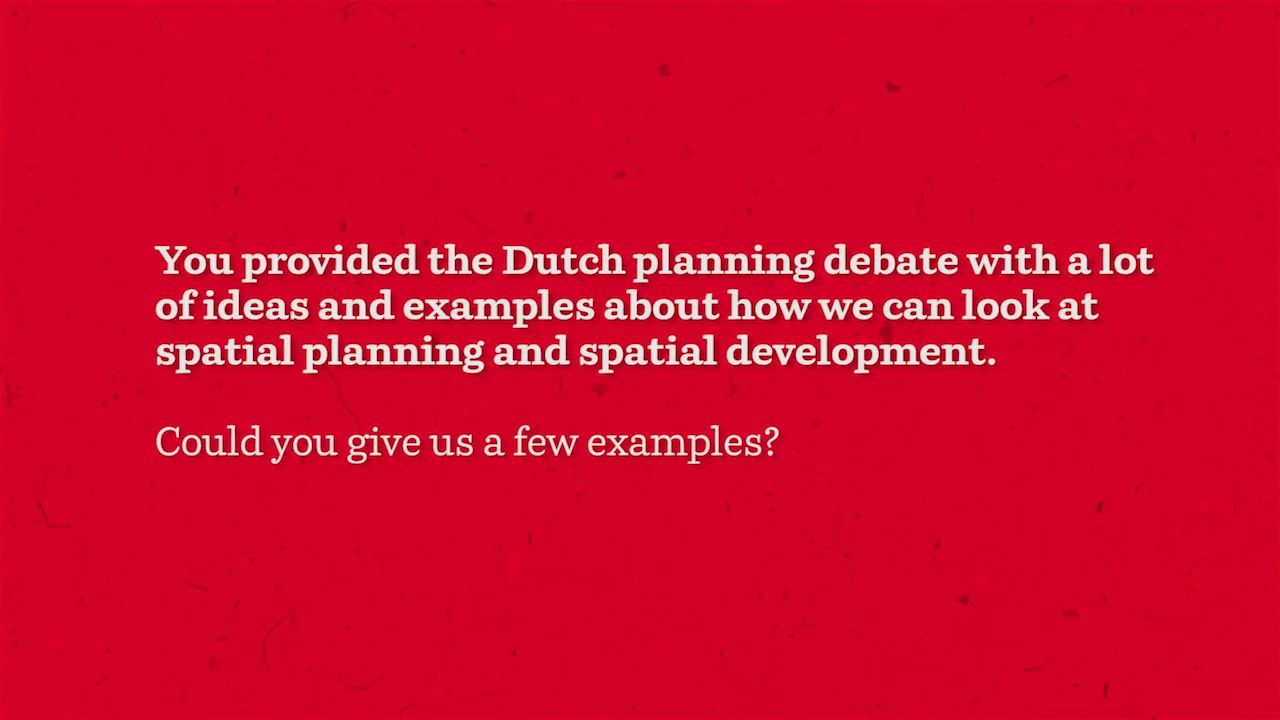 You provided the Dutch planning debate with a lot
of ideas and examples about how we can look at
spatial planning and spatial development.
Could you give us a few examples?